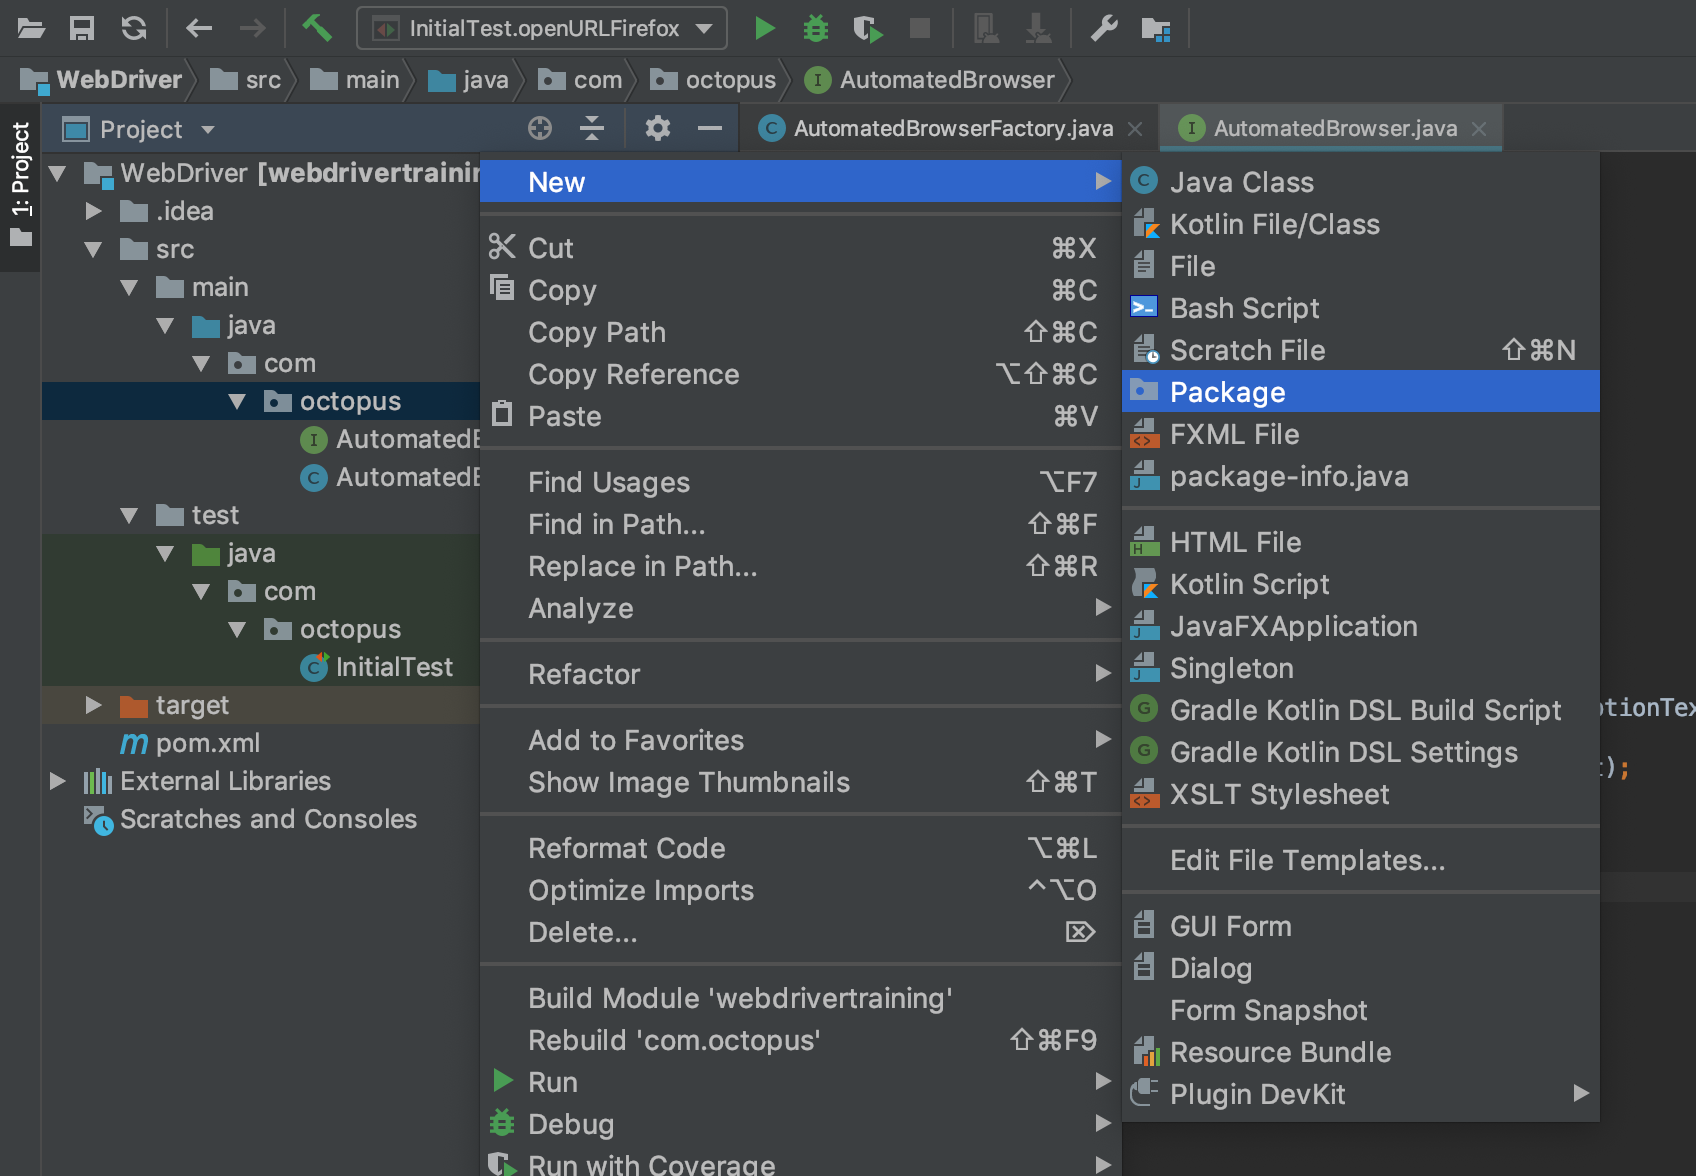 InitialTest.openURLFirefox
WebDriver src main java com octopus AutomatedBrowser
1: Project
Project
AutomatedBrowserFactory.java
AutomatedBrowser.java
WebDriver [webdrivertrainin
.idea
src
main
java
com
octopus
AutomatedB
AutomatedB
test
java
com
octopus
InitialTest
target
pom.xml
External Libraries
Scratches and Consoles
New
Cut ⌘X
Copy ⌘C
Copy Path ⇧⌘C
Copy Reference ⌥⇧⌘C
Paste ⌘V
Find Usages ⌥F7
Find in Path... ⇧⌘F
Replace in Path... ⇧⌘R
Analyze
Refactor
Add to Favorites
Show Image Thumbnails ⇧⌘T
Reformat Code ⌥⌘L
Optimize Imports ^⌥O
Delete... ⌦
Build Module 'webdrivertraining'
Rebuild 'com.octopus' ⇧⌘F9
Run
Debug
Run with Coverage
Java Class
Kotlin File/Class
File
Bash Script
Scratch File ⇧⌘N
Package
FXML File
package-info.java
HTML File
Kotlin Script
JavaFXApplication
Singleton
Gradle Kotlin DSL Build Script
Gradle Kotlin DSL Settings
XSLT Stylesheet
Edit File Templates...
GUI Form
Dialog
Form Snapshot
Resource Bundle
Plugin DevKit
tionTex
);